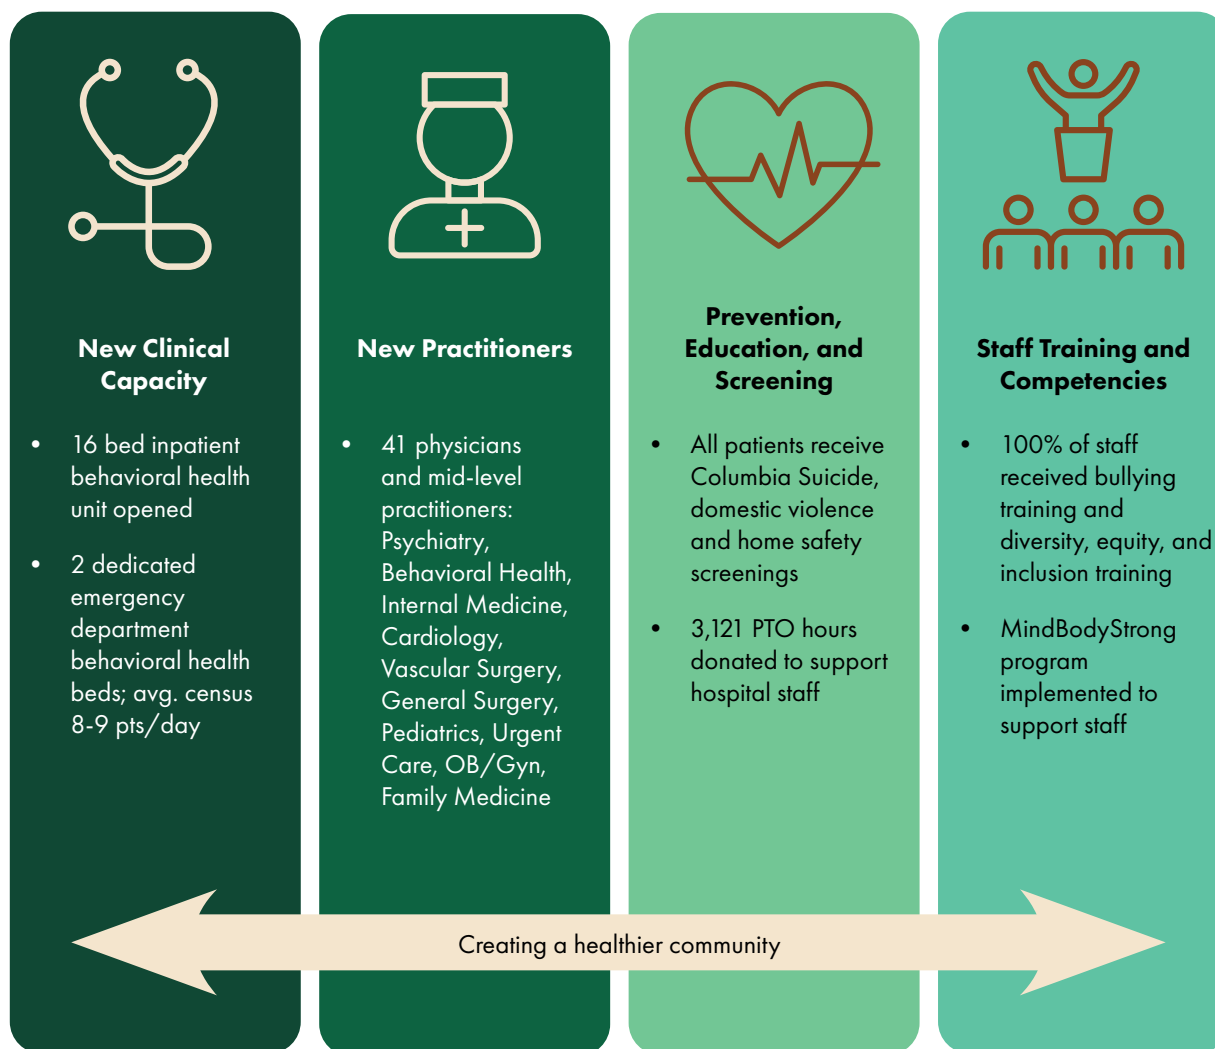 New Clinical
Capacity
• 16 bed inpatient
behavioral health
unit opened
• 2 dedicated
emergency
department
behavioral health
beds; avg. census
8-9 pts/day
New Practitioners
• 41 physicians
and mid-level
practitioners:
Psychiatry,
Behavioral Health,
Internal Medicine,
Cardiology,
Vascular Surgery,
General Surgery,
Pediatrics, Urgent
Care, OB/Gyn,
Family Medicine
Prevention,
Education, and
Screening
• All patients receive
Columbia Suicide,
domestic violence
and home safety
screenings
• 3,121 PTO hours
donated to support
hospital staff
Staff Training and
Competencies
• 100% of staff
received bullying
training and
diversity, equity, and
inclusion training
• MindBodyStrong
program
implemented to
support staff
Creating a healthier community